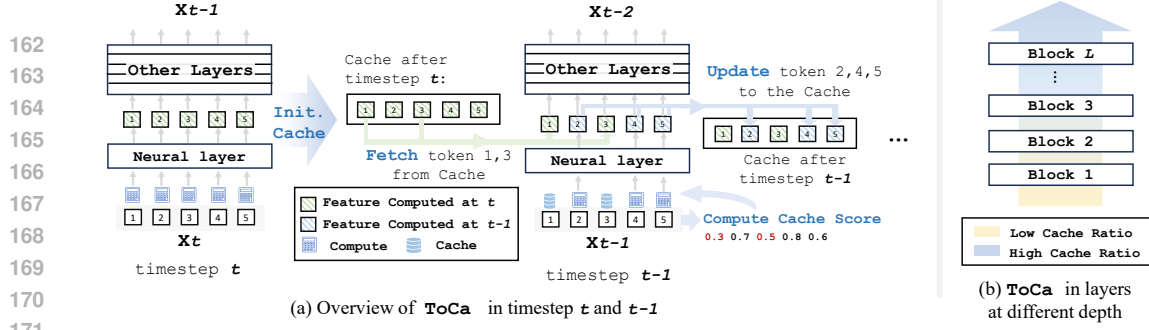 162
163
164
165
166
167
168
169
170
171
Xt-1
Other Layers
1 2 3 4 5
Neural layer
1 2 3 4 5
Xt
timestep t
Init.
Cache
Cache after
timestep t:
1 2 3 4 5
Fetch token 1,3
from Cache
Feature Computed at t
Feature Computed at t-1
Compute Cache
Xt-2
Other Layers
1 2 3 4 5
Neural layer
1 2 3 4 5
Xt-1
timestep t-1
Update token 2,4,5
to the Cache
1 2 3 4 5
Cache after
timestep t-1
...
Compute Cache Score
0.3 0.7 0.5 0.8 0.6
(a) Overview of ToCa in timestep t and t-1
Block L
⋮
Block 3
Block 2
Block 1
Low Cache Ratio
High Cache Ratio
(b) ToCa in layers
at different depth